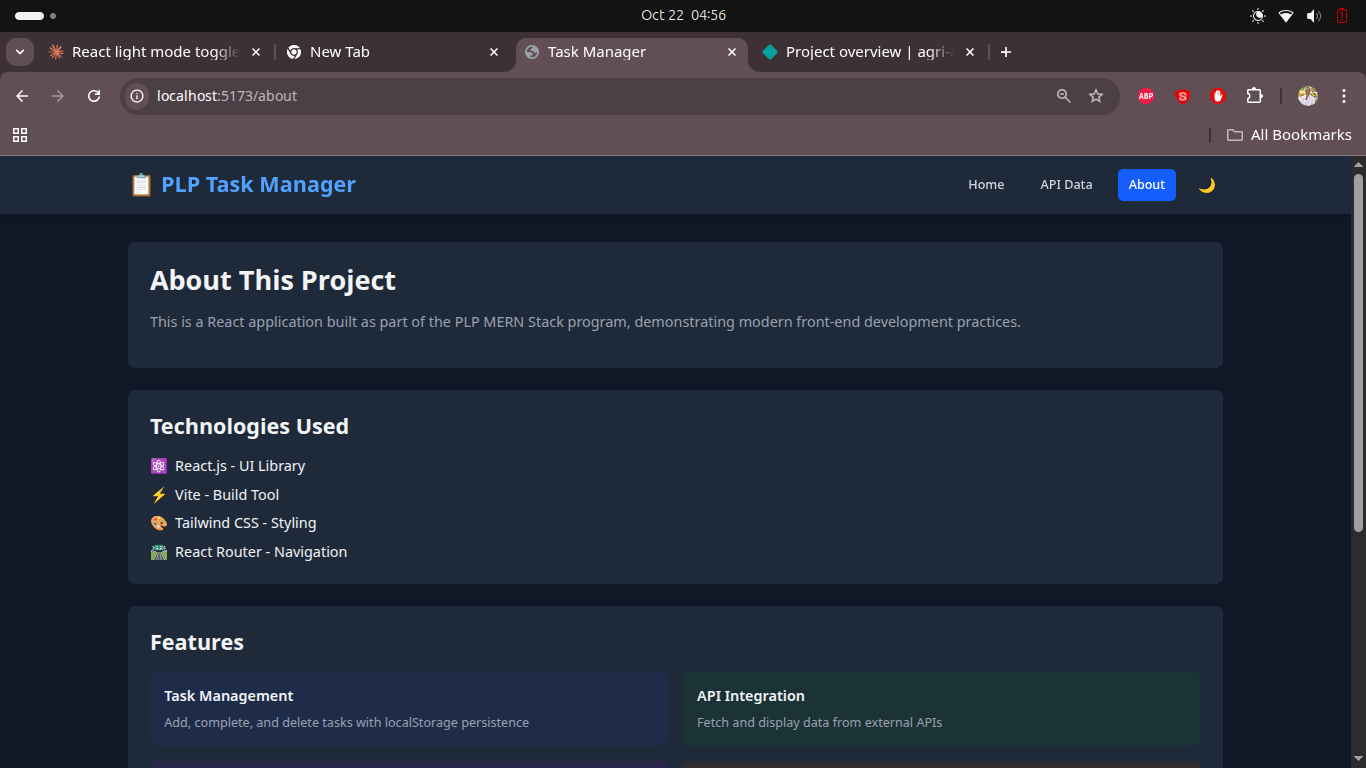 Oct 22 04:56
React light mode toggle
New Tab
Task Manager
Project overview | agri-
localhost:5173/about
ABP
S
All Bookmarks
PLP Task Manager
Home
API Data
About
About This Project
This is a React application built as part of the PLP MERN Stack program, demonstrating modern front-end development practices.
Technologies Used
React.js - UI Library
Vite - Build Tool
Tailwind CSS - Styling
React Router - Navigation
Features
Task Management
Add, complete, and delete tasks with localStorage persistence
API Integration
Fetch and display data from external APIs